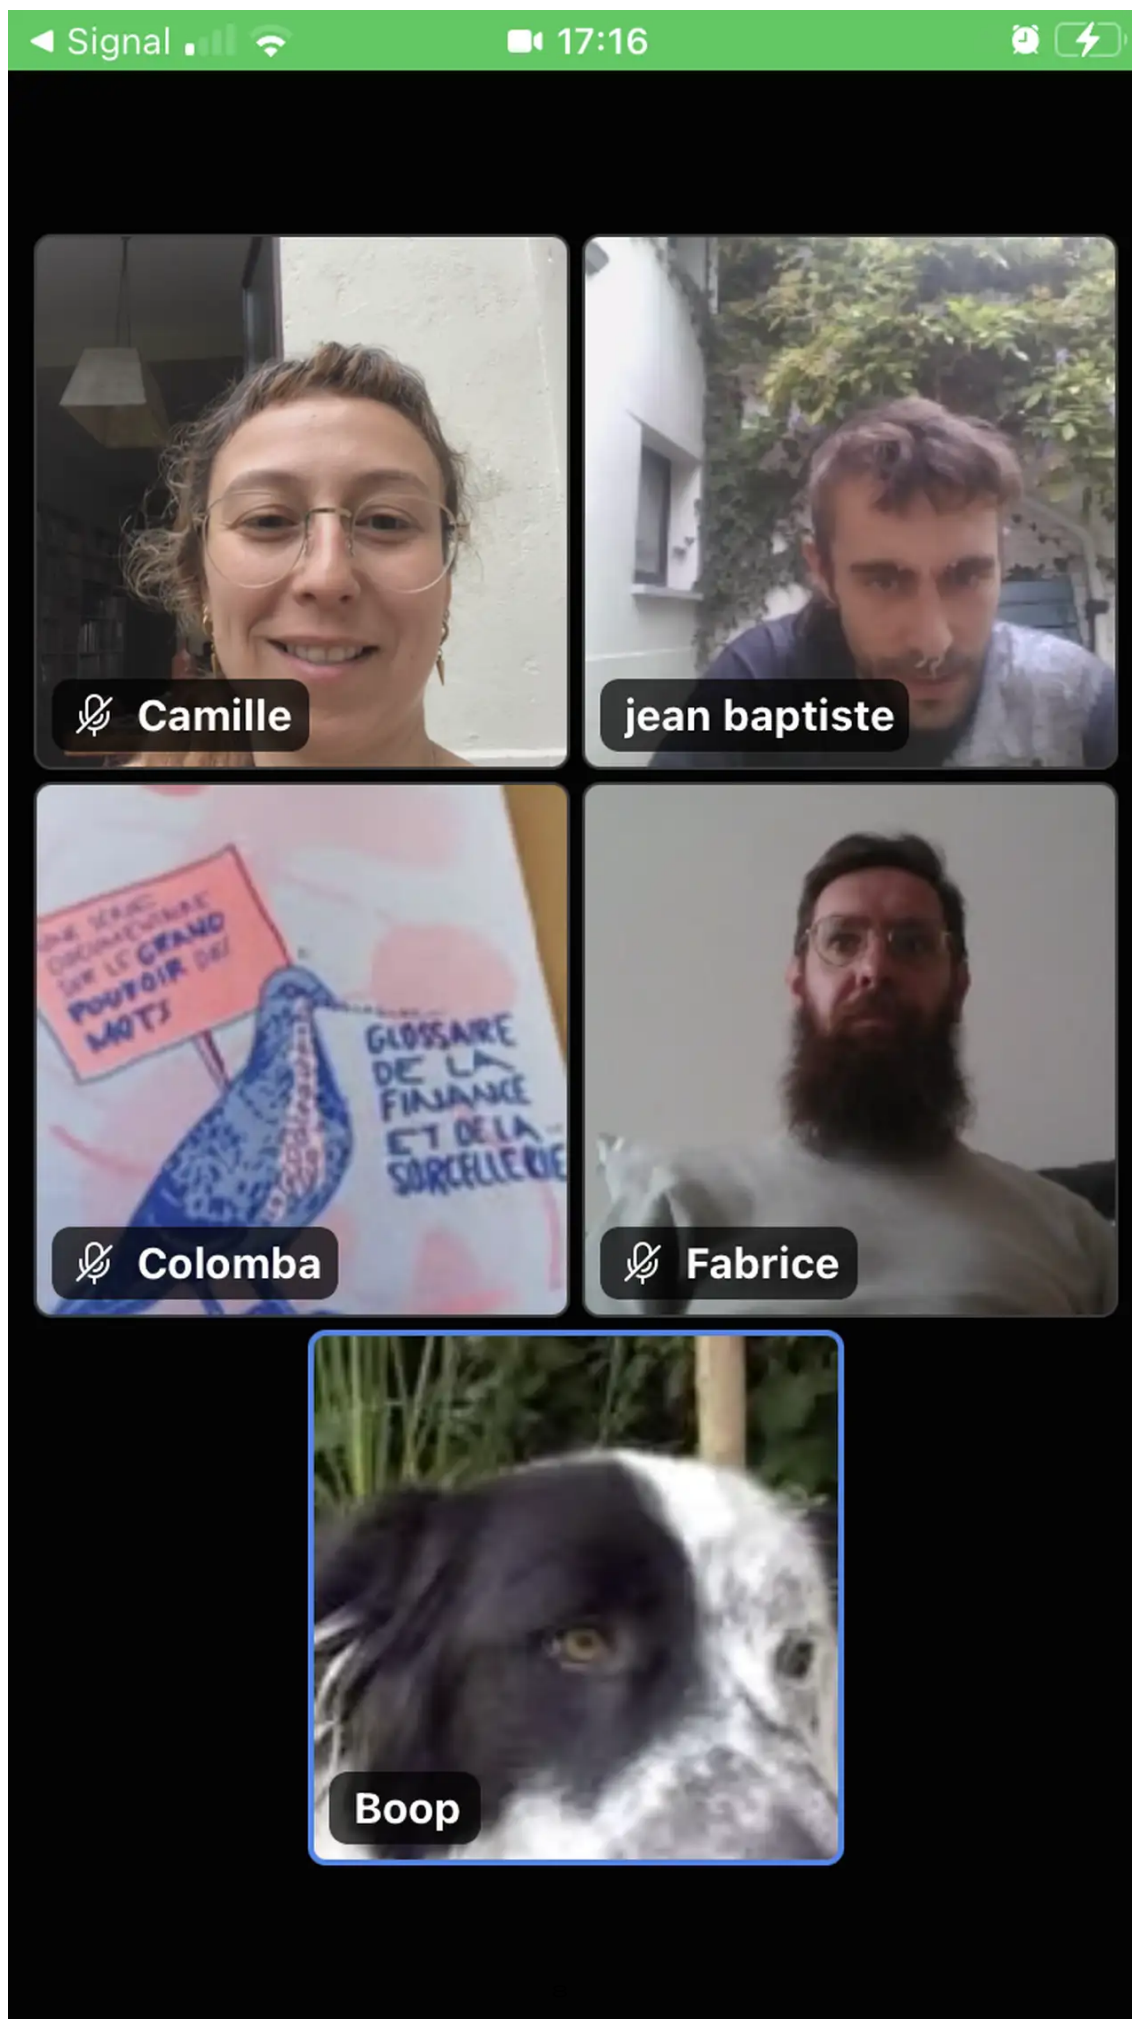 Signal
17:16
Camille
jean baptiste
UNE SÉRIE
DOCUMENTAIRE
SUR LE GRAND
POUVOIR DES
MOTS
GLOSSAIRE
DE LA
FINANCE
ET DE LA
SORCELLERIE
Colomba
Fabrice
Boop